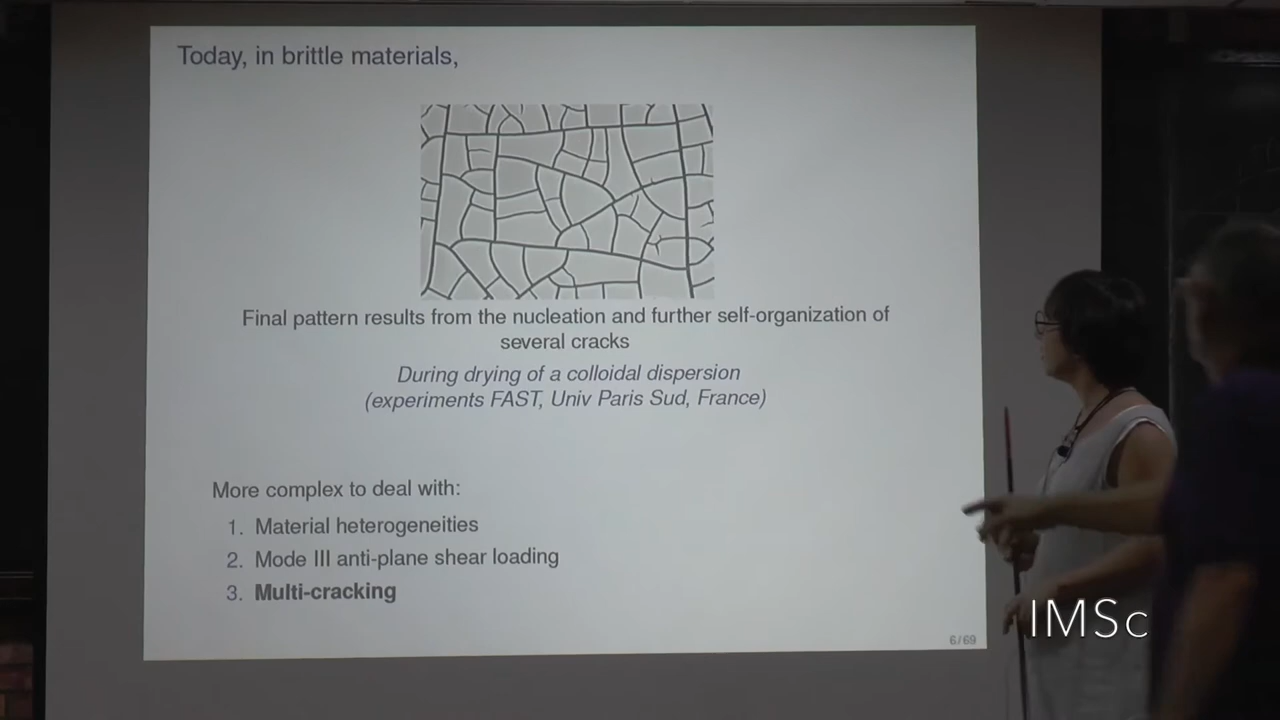 Today, in brittle materials,
Final pattern results from the nucleation and further self-organization of
several cracks
During drying of a colloidal dispersion
(experiments FAST, Univ Paris Sud, France)
More complex to deal with:
1. Material heterogeneities
2. Mode III anti-plane shear loading
3. Multi-cracking
6/69
IMSc